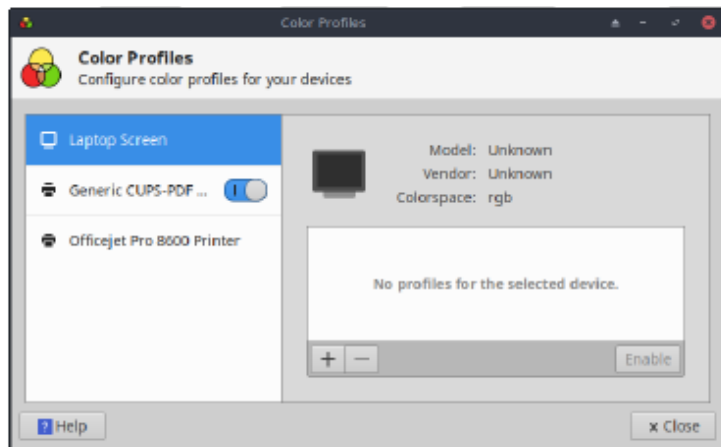 Color Profiles
Color Profiles
Configure color profiles for your devices
Laptop Screen
Generic CUPS-PDF ...
Officejet Pro 8600 Printer
Model: Unknown
Vendor: Unknown
Colorspace: rgb
No profiles for the selected device.
Enable
? Help
x Close